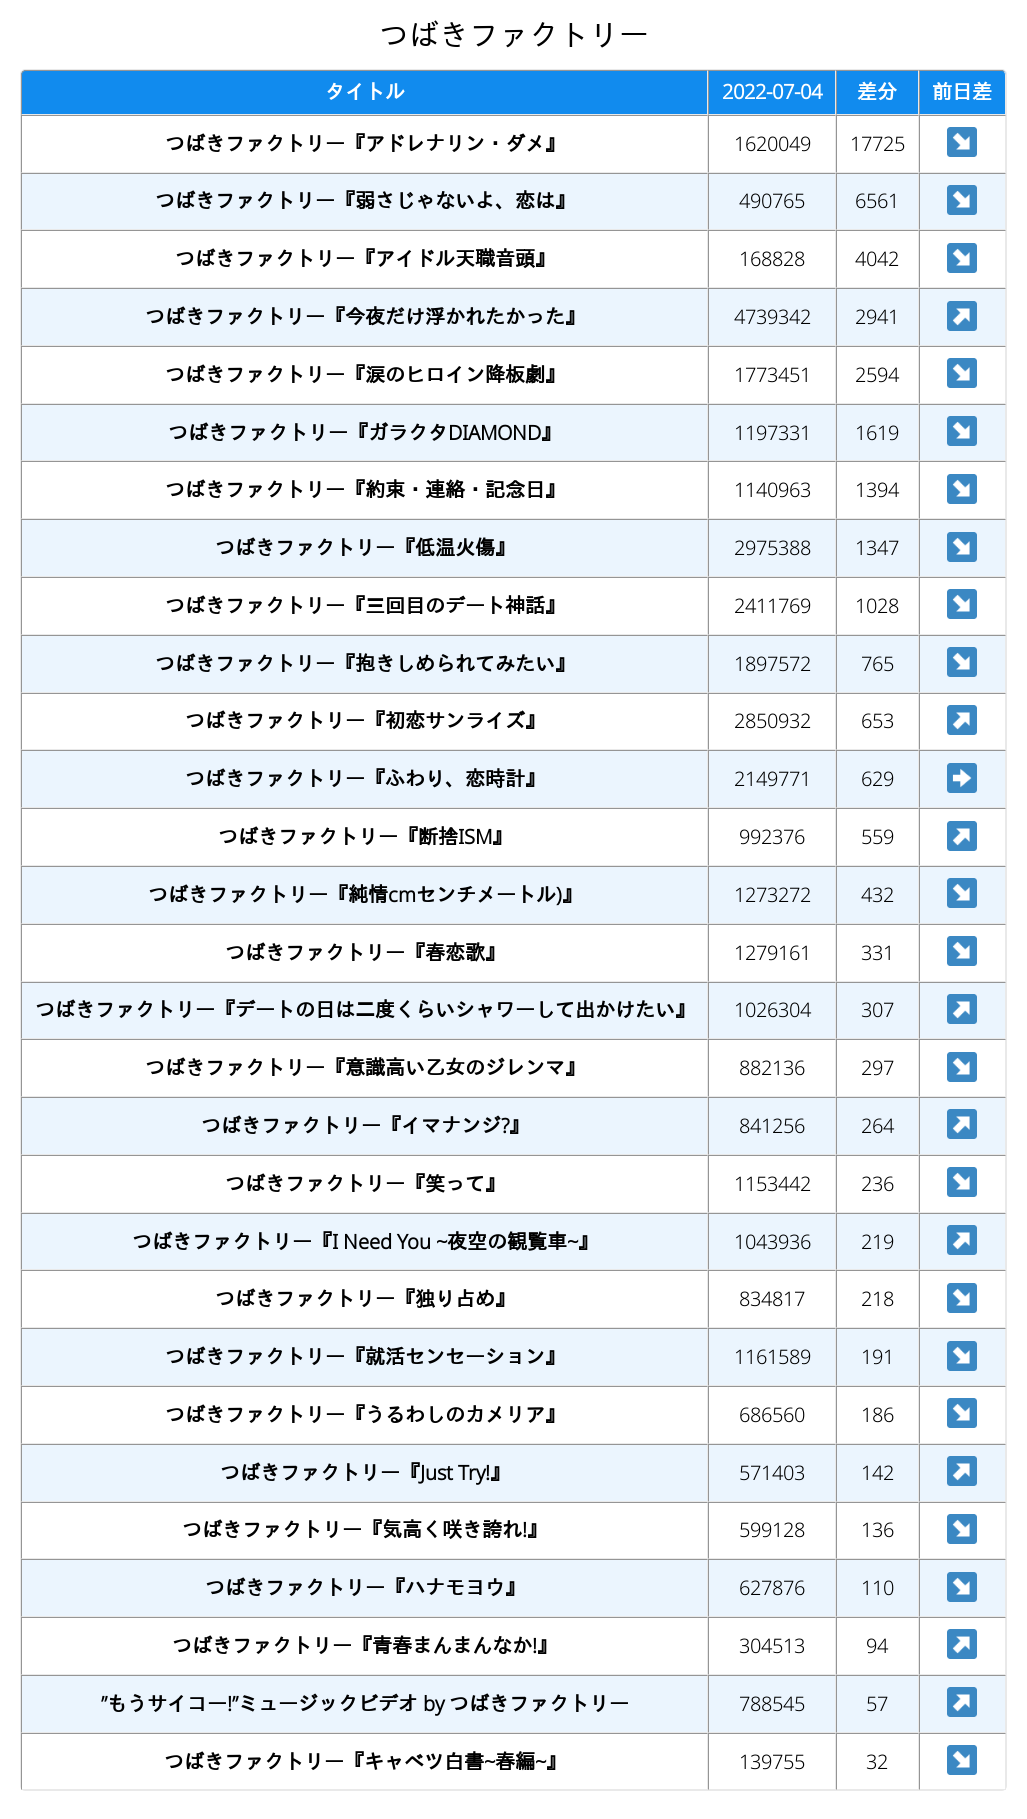 つばきファクトリー
タイトル 2022-07-04 差分 前日差
つばきファクトリー『アドレナリン・ダメ』 1620049 17725 ↘
つばきファクトリー『弱さじゃないよ、恋は』 490765 6561 ↘
つばきファクトリー『アイドル天職音頭』 168828 4042 ↘
つばきファクトリー『今夜だけ浮かれたかった』 4739342 2941 ↗
つばきファクトリー『涙のヒロイン降板劇』 1773451 2594 ↘
つばきファクトリー『ガラクタDIAMOND』 1197331 1619 ↘
つばきファクトリー『約束・連絡・記念日』 1140963 1394 ↘
つばきファクトリー『低温火傷』 2975388 1347 ↘
つばきファクトリー『三回目のデート神話』 2411769 1028 ↘
つばきファクトリー『抱きしめられてみたい』 1897572 765 ↘
つばきファクトリー『初恋サンライズ』 2850932 653 ↗
つばきファクトリー『ふわり、恋時計』 2149771 629 ➡
つばきファクトリー『断捨ISM』 992376 559 ↗
つばきファクトリー『純情cmセンチメートル)』 1273272 432 ↘
つばきファクトリー『春恋歌』 1279161 331 ↘
つばきファクトリー『デートの日は二度くらいシャワーして出かけたい』 1026304 307 ↗
つばきファクトリー『意識高い乙女のジレンマ』 882136 297 ↘
つばきファクトリー『イマナンジ?』 841256 264 ↗
つばきファクトリー『笑って』 1153442 236 ↘
つばきファクトリー『I Need You ~夜空の観覧車~』 1043936 219 ↗
つばきファクトリー『独り占め』 834817 218 ↘
つばきファクトリー『就活センセーション』 1161589 191 ↘
つばきファクトリー『うるわしのカメリア』 686560 186 ↘
つばきファクトリー『Just Try!』 571403 142 ↗
つばきファクトリー『気高く咲き誇れ!』 599128 136 ↘
つばきファクトリー『ハナモヨウ』 627876 110 ↘
つばきファクトリー『青春まんまんなか!』 304513 94 ↗
”もうサイコー!”ミュージックビデオ by つばきファクトリー 788545 57 ↗
つばきファクトリー『キャベツ白書~春編~』 139755 32 ↘